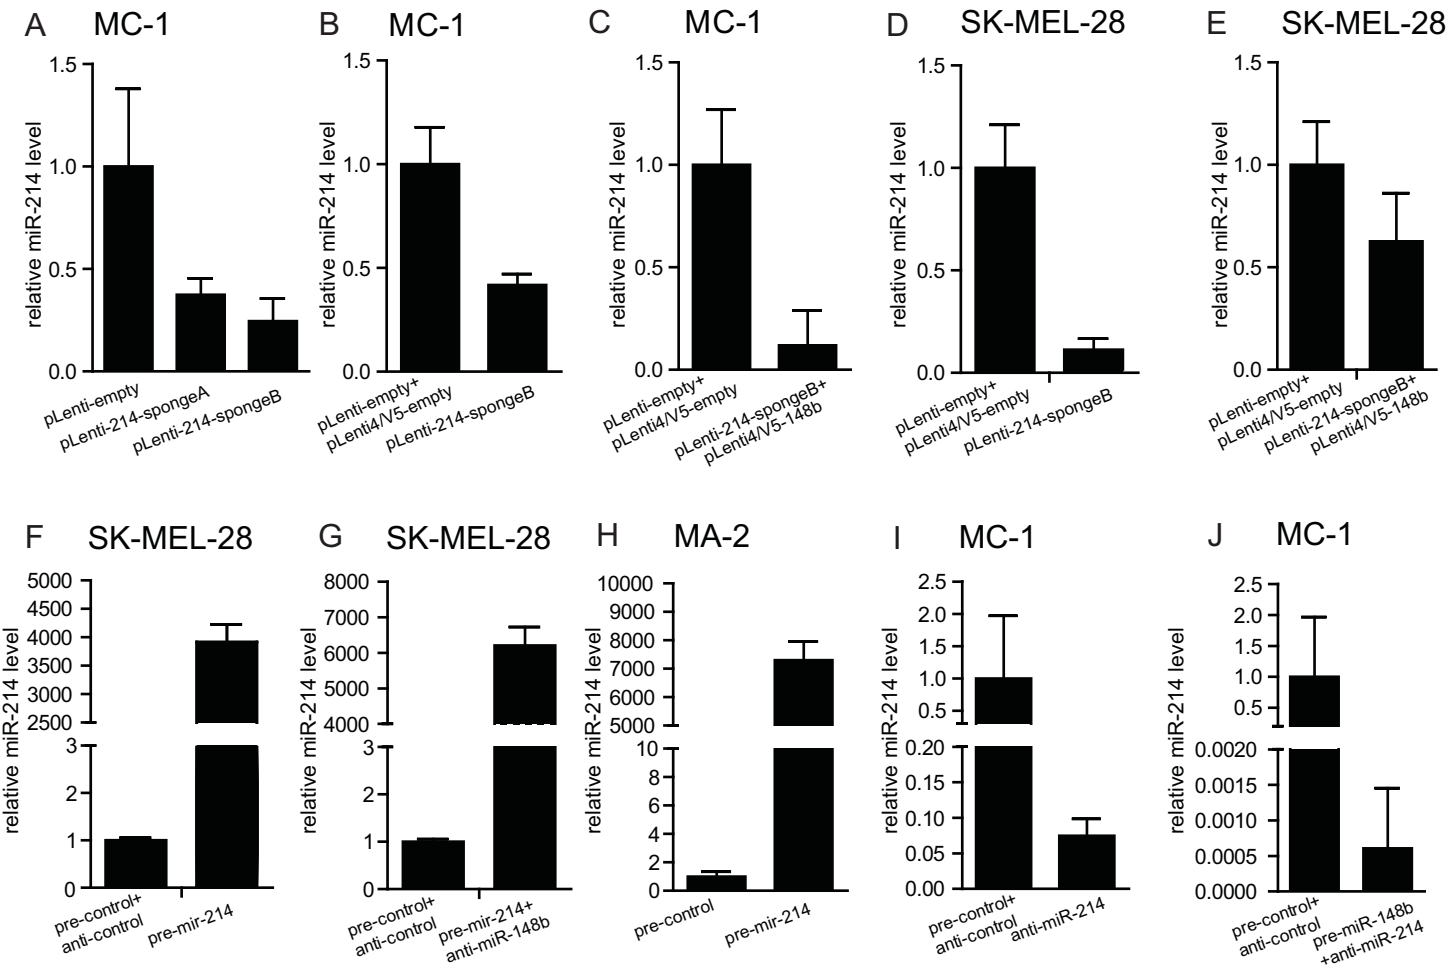 A MC-1
relative miR-214 level
1.5
1.0
0.5
0.0
pLenti-empty
pLenti-214-spongeA
pLenti-214-spongeB
B MC-1
relative miR-214 level
1.5
1.0
0.5
0.0
pLenti-empty+
pLenti4/V5-empty
pLenti-214-spongeB
C MC-1
relative miR-214 level
1.5
1.0
0.5
0.0
pLenti-empty+
pLenti4/V5-empty
pLenti-214-spongeB+
pLenti4/V5-148b
D SK-MEL-28
relative miR-214 level
1.5
1.0
0.5
0.0
pLenti-empty+
pLenti4/V5-empty
pLenti-214-spongeB
E SK-MEL-28
relative miR-214 level
1.5
1.0
0.5
0.0
pLenti-empty+
pLenti4/V5-empty
pLenti-214-spongeB+
pLenti4/V5-148b
F SK-MEL-28
relative miR-214 level
5000
4500
4000
3500
3000
2500
3
2
1
0
pre-control+
anti-control
pre-mir-214
G SK-MEL-28
relative miR-214 level
8000
7000
6000
5000
4000
3
2
1
0
pre-control+
anti-control
pre-mir-214+
anti-miR-148b
H MA-2
relative miR-214 level
10000
9000
8000
7000
6000
5000
10
8
6
4
2
0
pre-control
pre-mir-214
I MC-1
relative miR-214 level
2.5
2.0
1.5
1.0
0.5
0.20
0.15
0.10
0.05
0.00
pre-control+
anti-control
anti-miR-214
J MC-1
relative miR-214 level
2.5
2.0
1.5
1.0
0.5
0.0020
0.0015
0.0010
0.0005
0.0000
pre-control+
anti-control
pre-miR-148b
+anti-miR-214